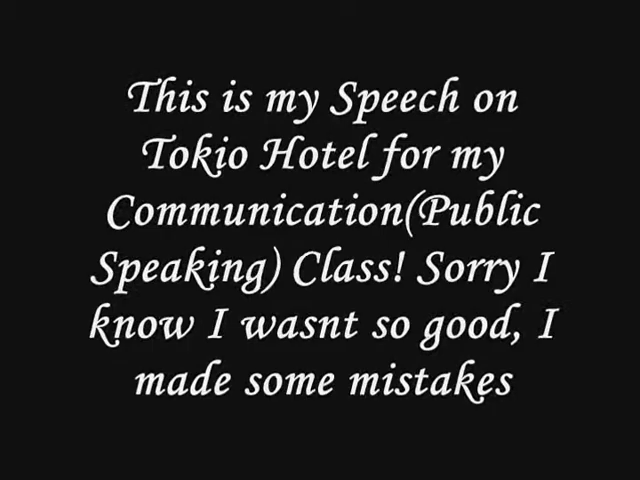 This is my Speech on
Tokio Hotel for my
Communication(Public
Speaking) Class! Sorry I
know I wasnt so good, I
made some mistakes